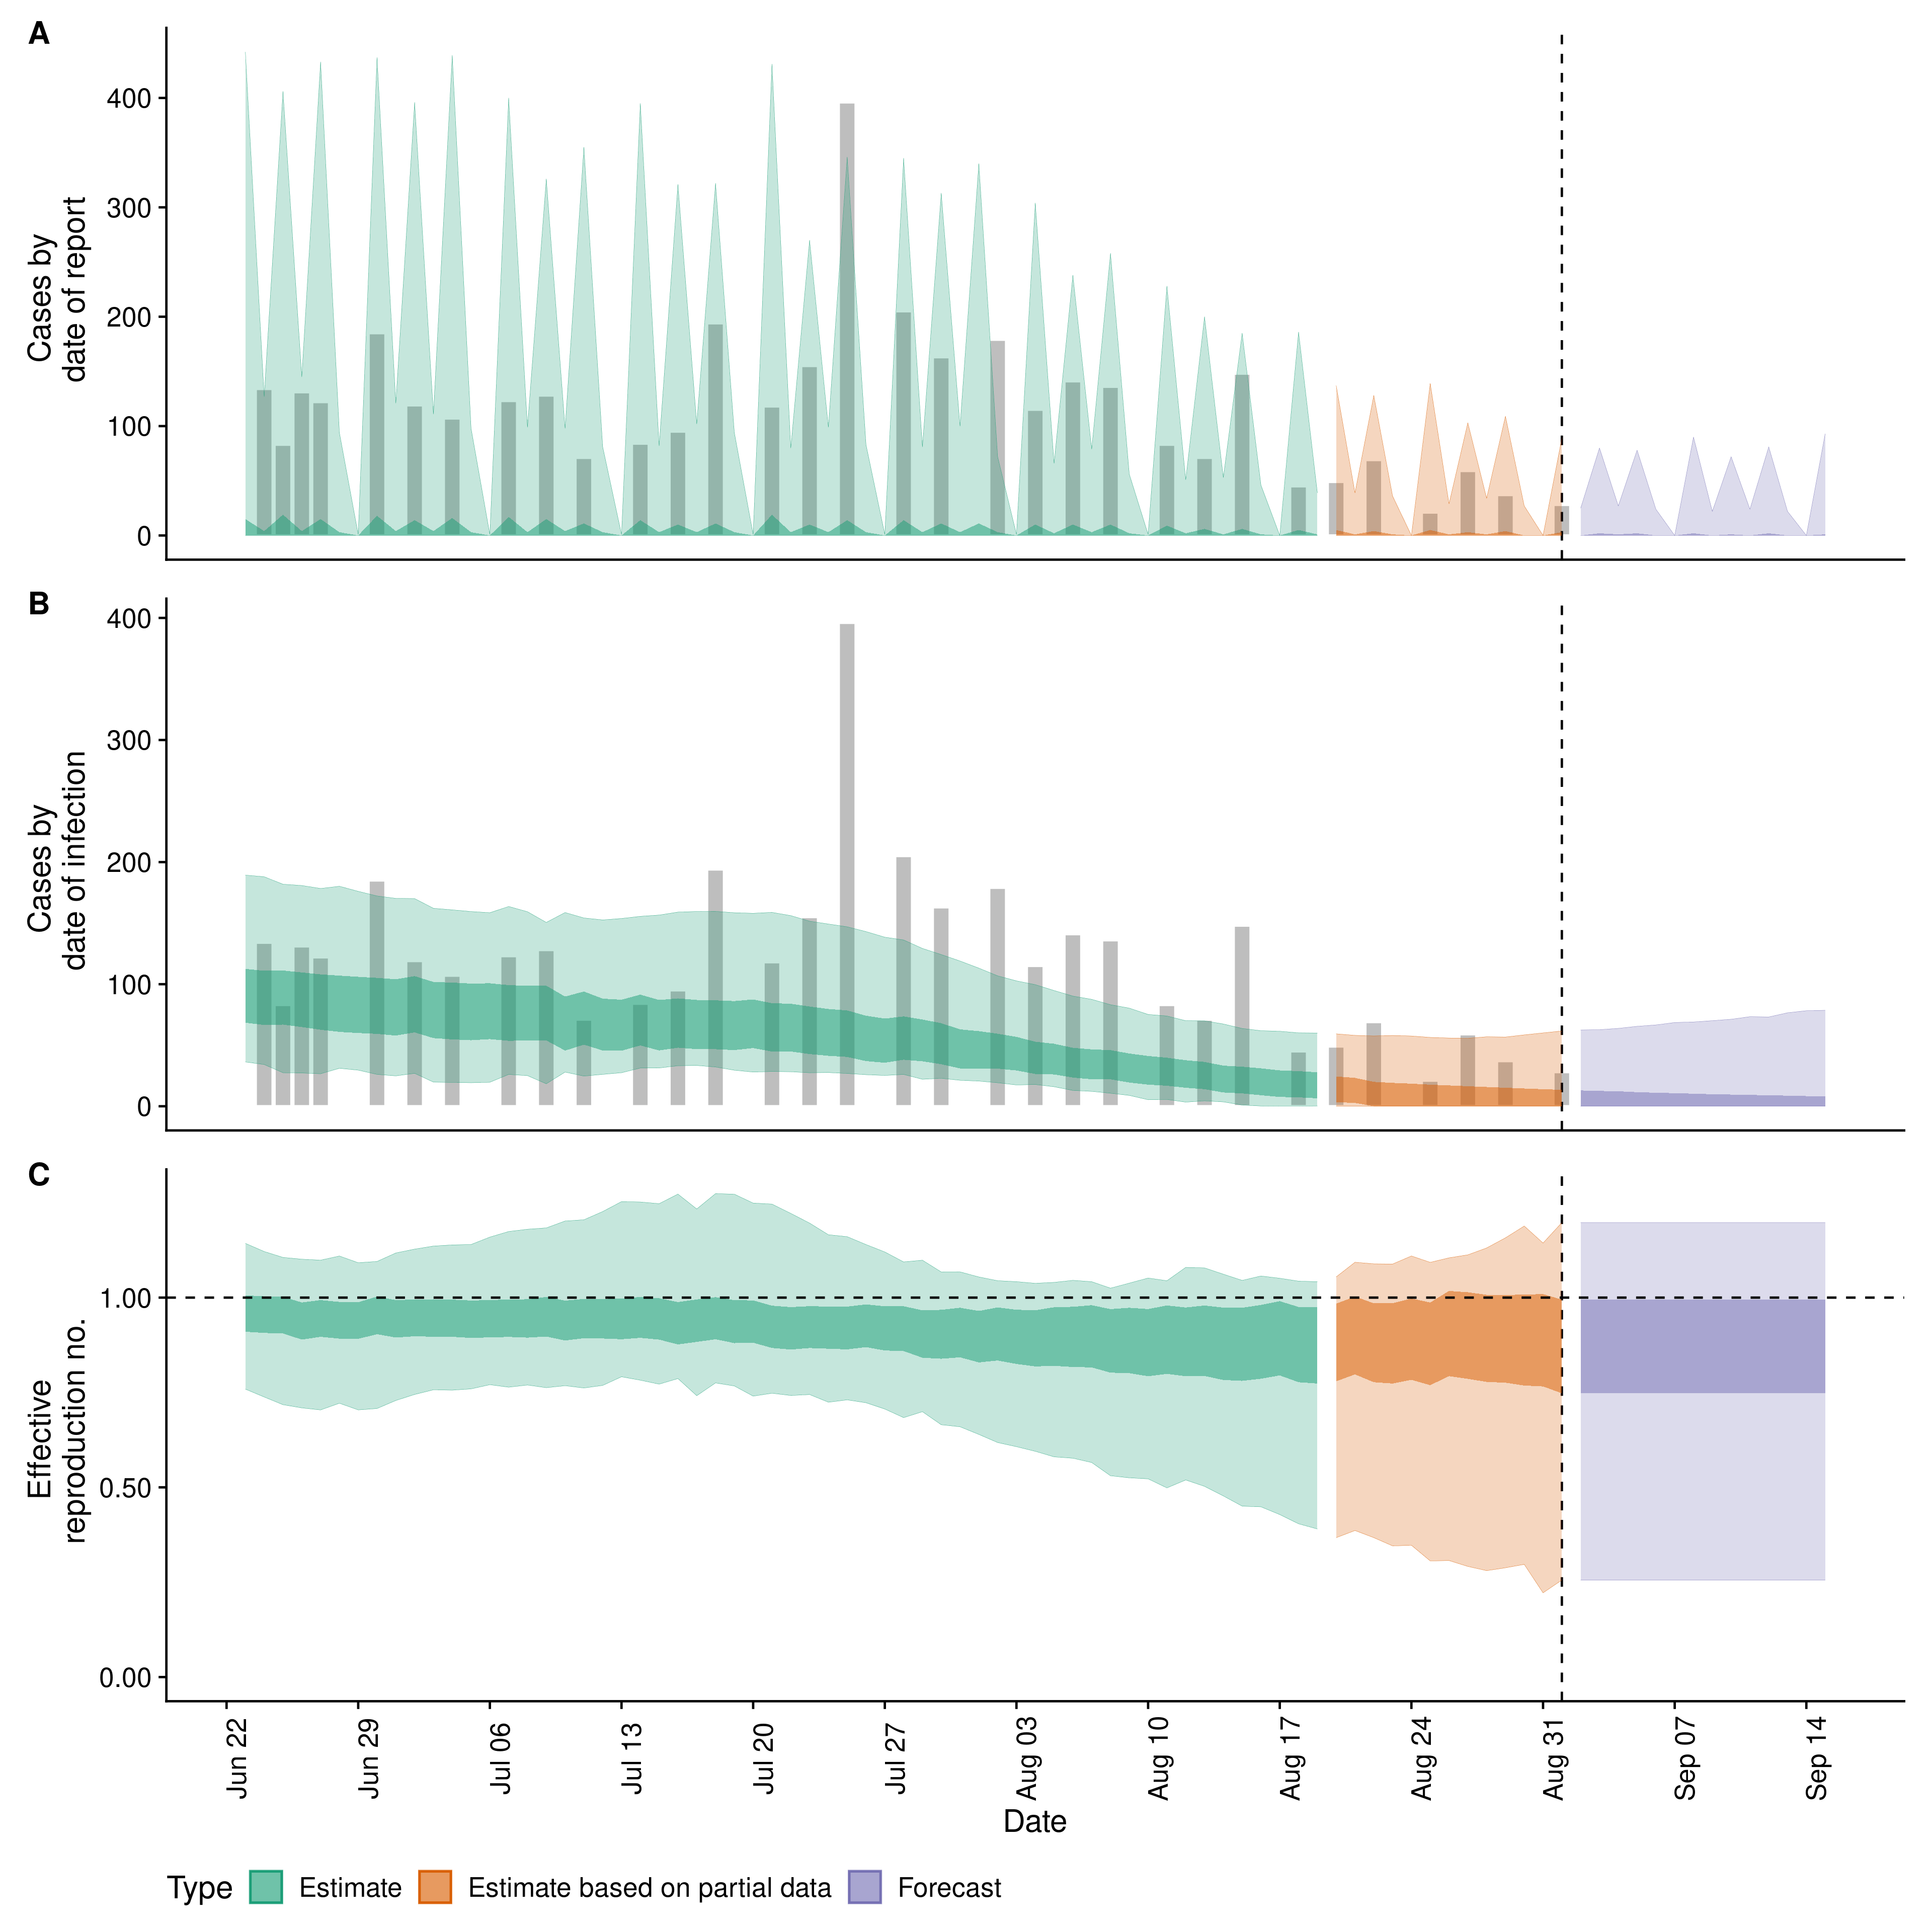 A
Cases by
date of report
400
300
200
100
0
B
Cases by
date of infection
400
300
200
100
0
C
Effective
reproduction no.
1.00
0.50
0.00
Jun 22
Jun 29
Jul 06
Jul 13
Jul 20
Jul 27
Aug 03
Aug 10
Aug 17
Aug 24
Aug 31
Sep 07
Sep 14
Date
Type Estimate Estimate based on partial data Forecast